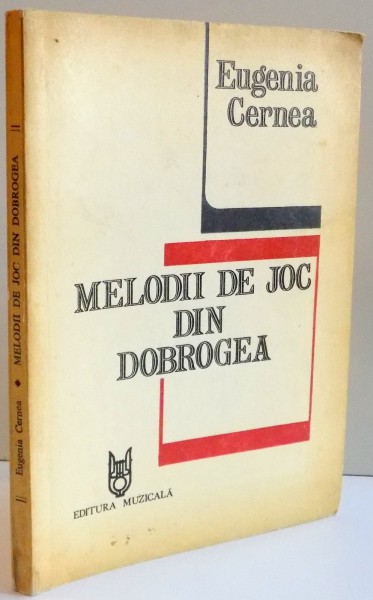 Eugenia
Cernea
MELODII DE JOC
DIN
DOBROGEA
EDITURA MUZICALĂ
Eugenia Cernea ♦ MELODII DE JOC DIN DOBROGEA